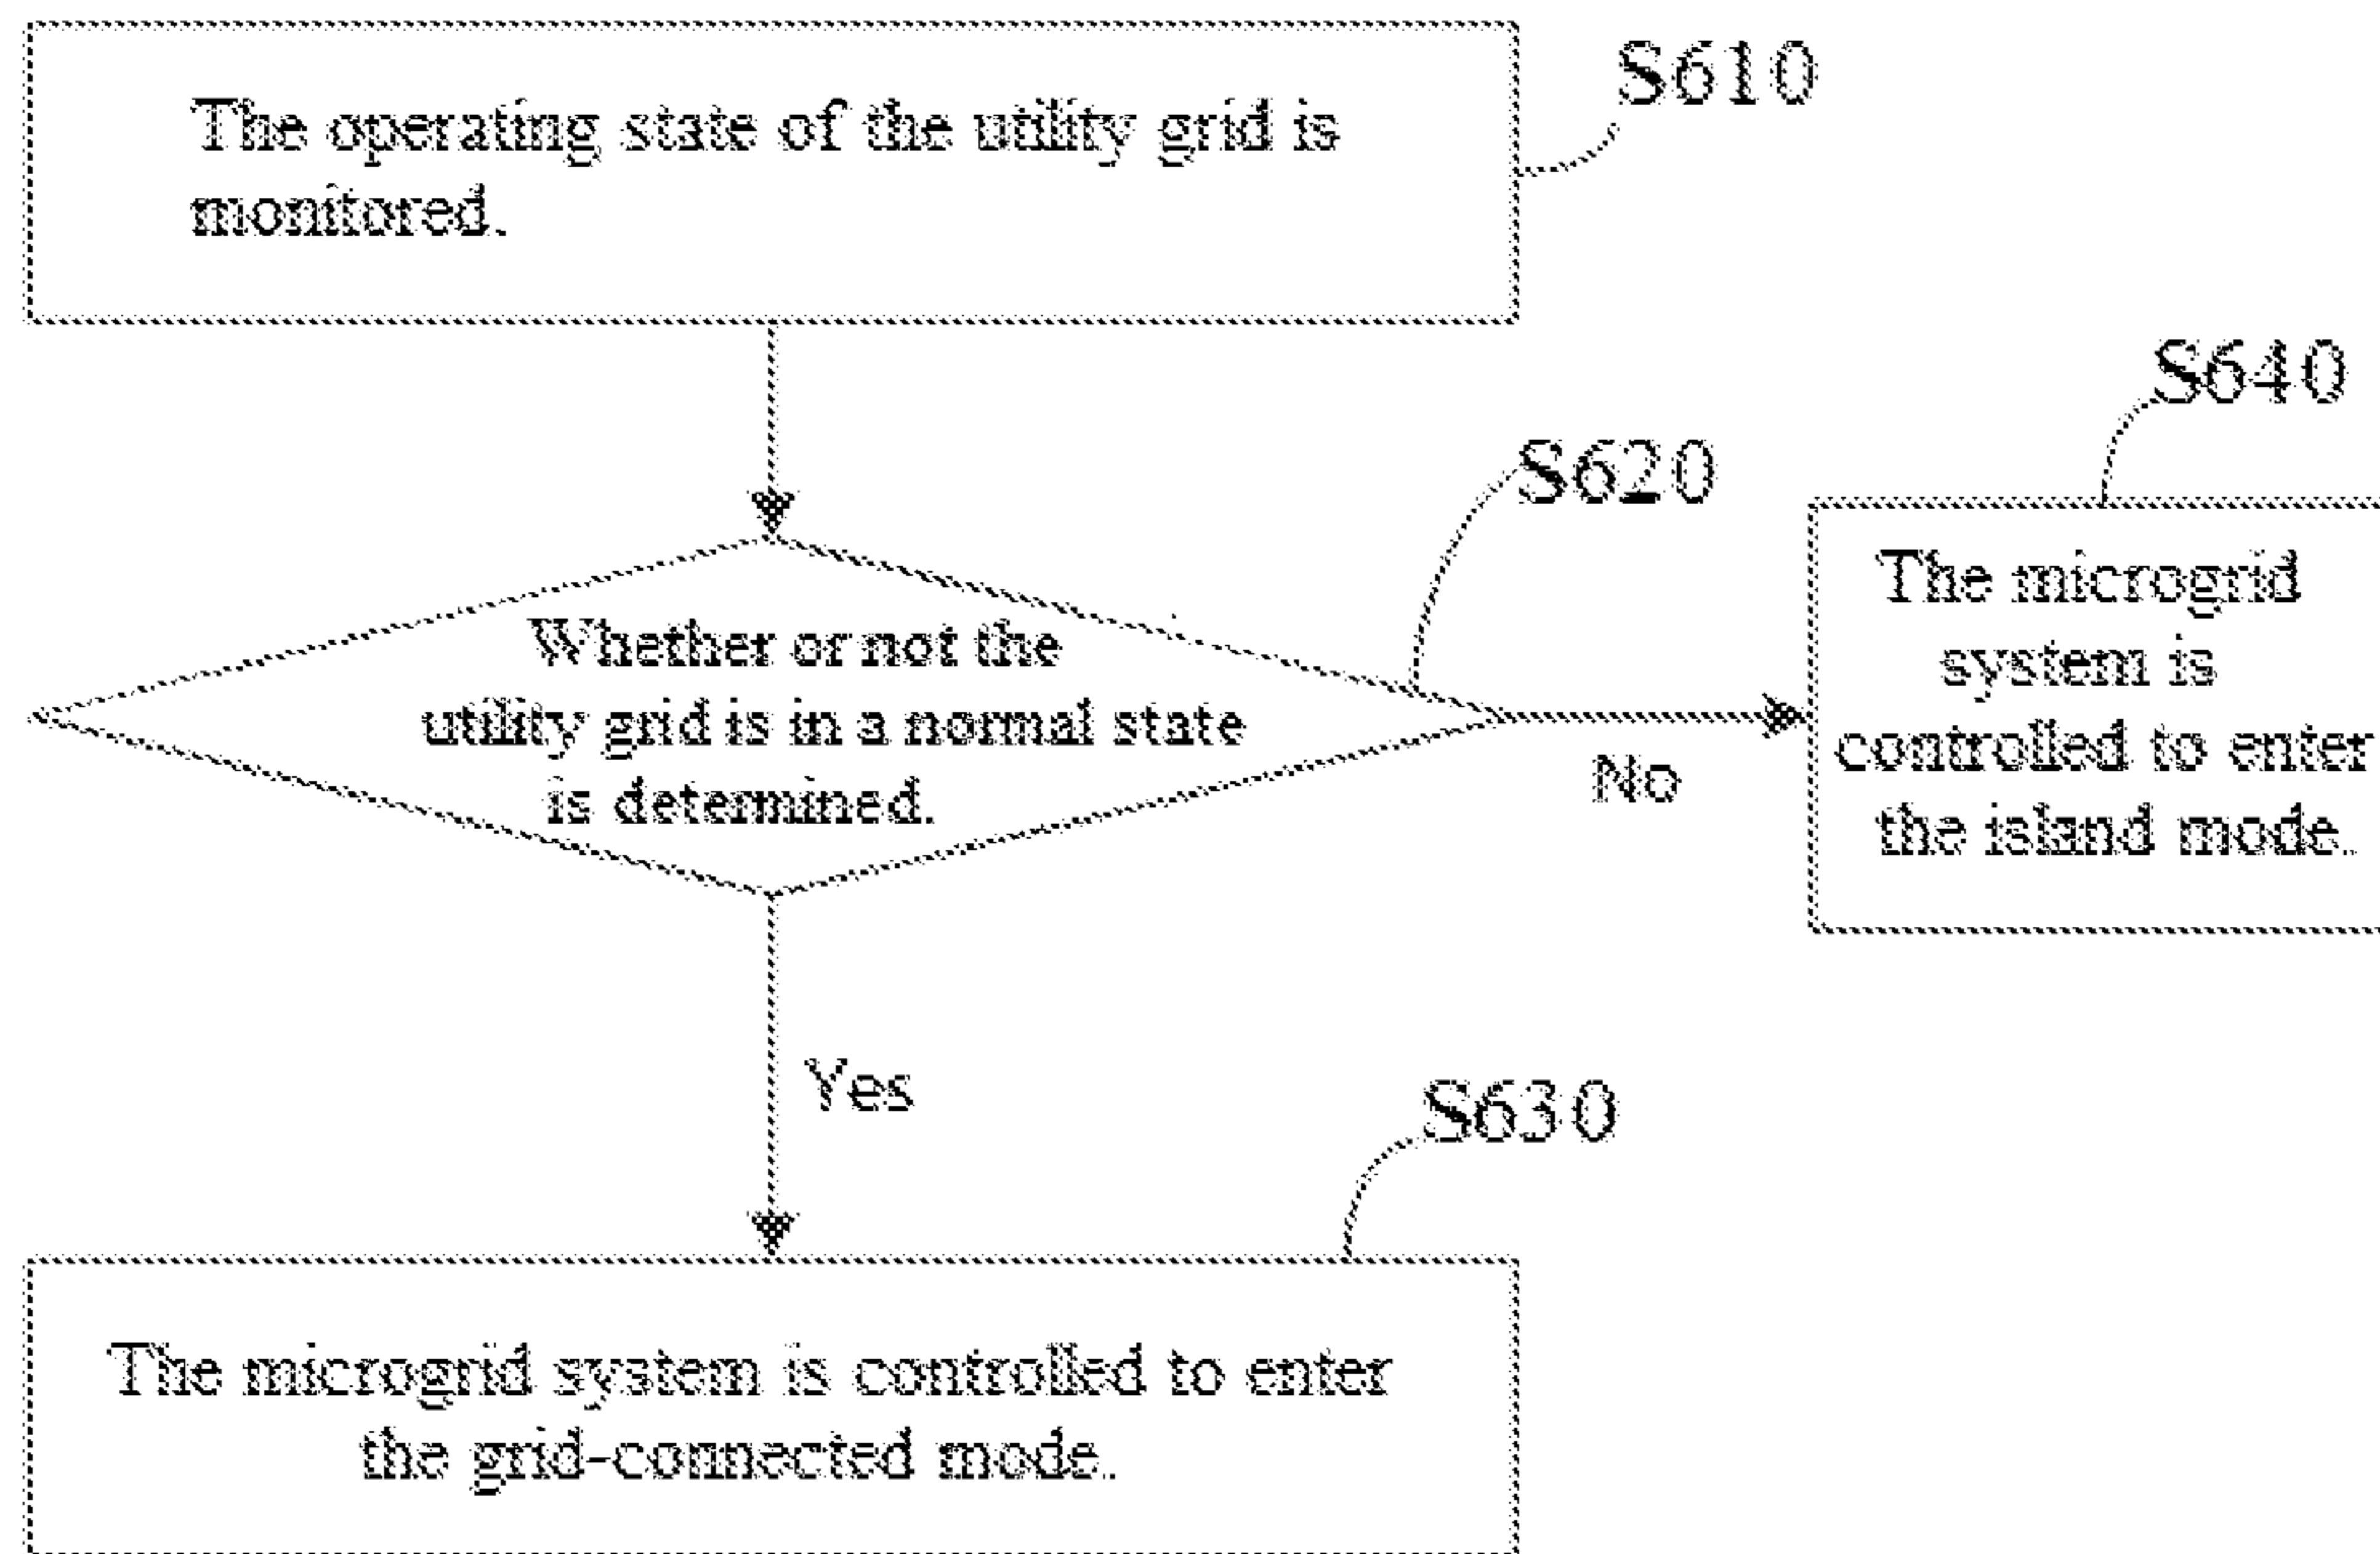 S610
The operating state of the utility grid is
monitored.
S640
S620
Whether or not the
utility grid is in a normal state
is determined.
No
The microgrid
system is
controlled to enter
the island mode.
Yes
S630
The microgrid system is controlled to enter
the grid-connected mode.